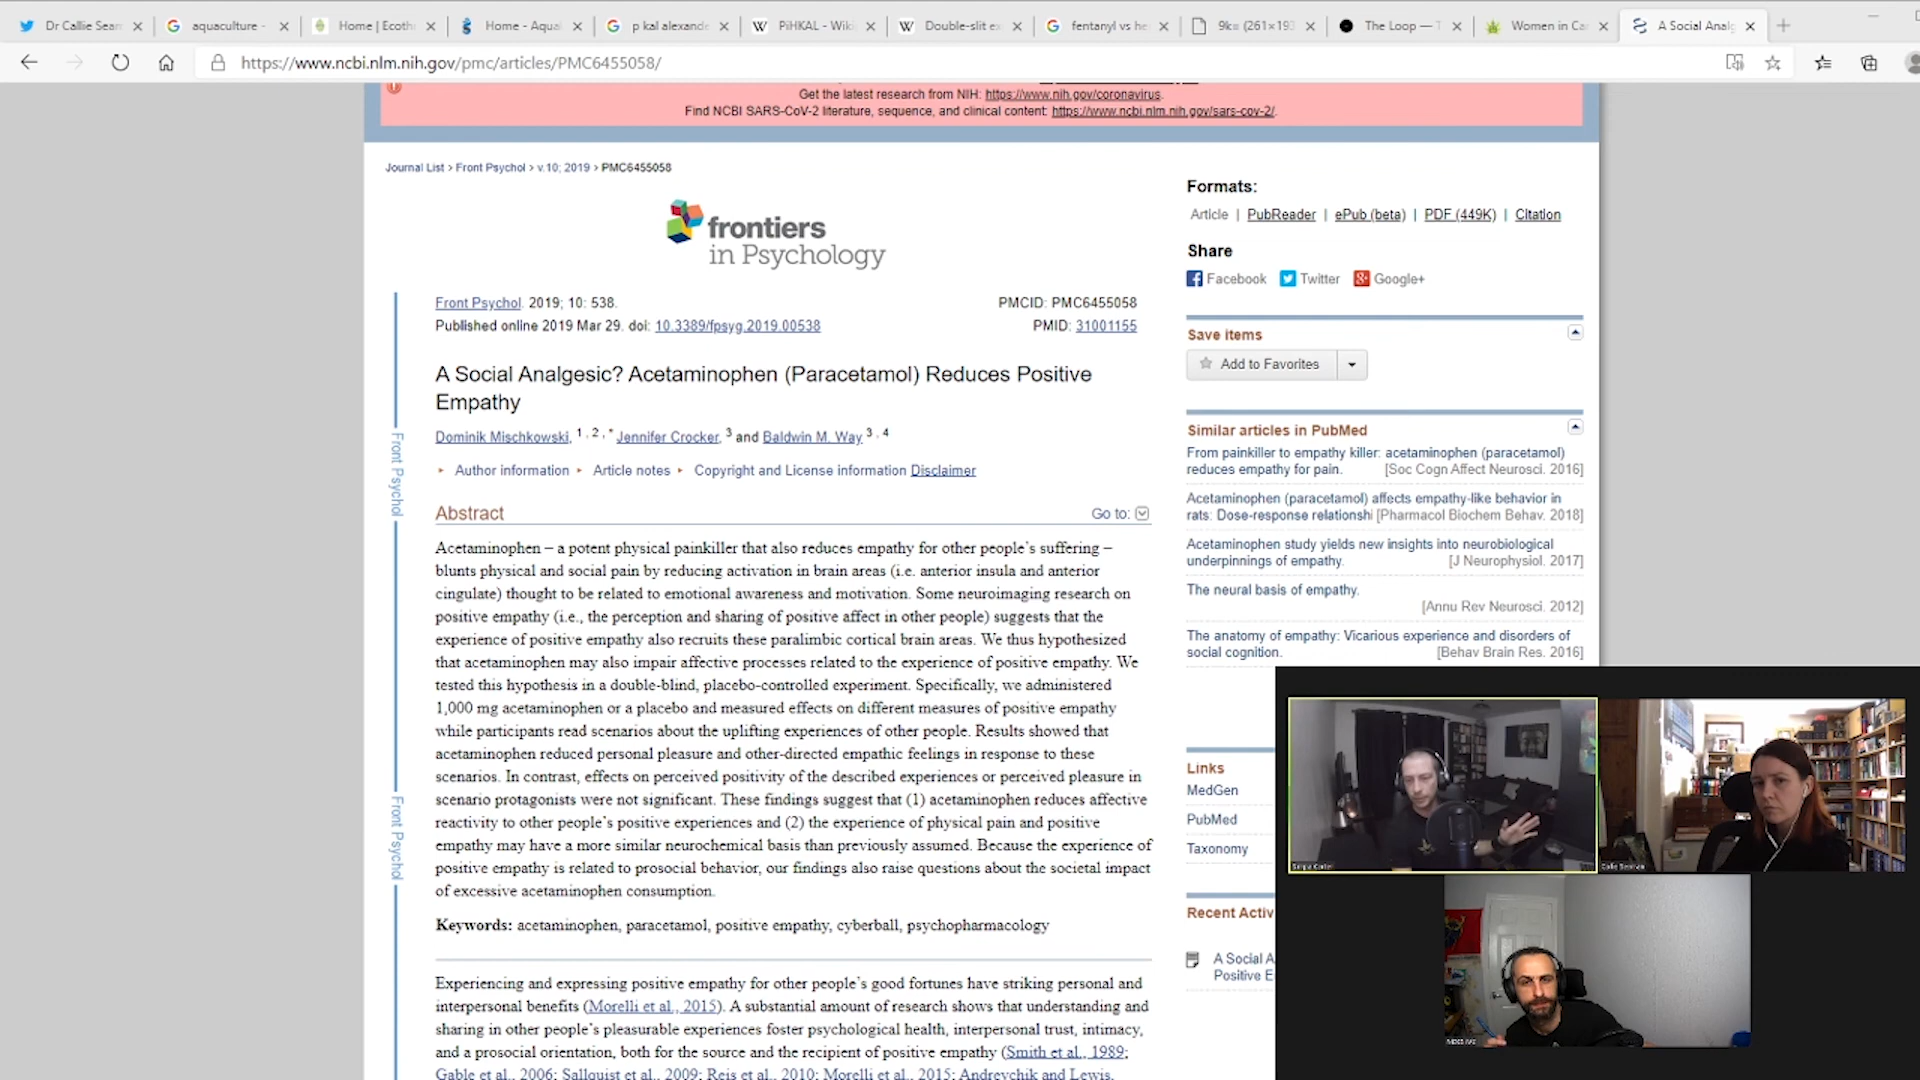 Dr Callie Seam
aquaculture -
Home | Ecoth
Home - Aqua
p kal alexande
PiHKAL - Wiki
Double-slit ex
fentanyl vs he
9k= (261×193
The Loop —
Women in Ca
A Social Analg
https://www.ncbi.nlm.nih.gov/pmc/articles/PMC6455058/
Get the latest research from NIH: https://www.nih.gov/coronavirus.
Find NCBI SARS-CoV-2 literature, sequence, and clinical content: https://www.ncbi.nlm.nih.gov/sars-cov-2/.
Journal List > Front Psychol > v.10; 2019 > PMC6455058
frontiers
in Psychology
Front Psychol. 2019; 10: 538.
PMCID: PMC6455058
Published online 2019 Mar 29. doi: 10.3389/fpsyg.2019.00538
PMID: 31001155
A Social Analgesic? Acetaminophen (Paracetamol) Reduces Positive
Empathy
Dominik Mischkowski, 1 , 2 , * Jennifer Crocker, 3 and Baldwin M. Way 3 , 4
Author information
Article notes
Copyright and License information Disclaimer
Abstract
Go to:
Acetaminophen – a potent physical painkiller that also reduces empathy for other people’s suffering –
blunts physical and social pain by reducing activation in brain areas (i.e. anterior insula and anterior
cingulate) thought to be related to emotional awareness and motivation. Some neuroimaging research on
positive empathy (i.e., the perception and sharing of positive affect in other people) suggests that the
experience of positive empathy also recruits these paralimbic cortical brain areas. We thus hypothesized
that acetaminophen may also impair affective processes related to the experience of positive empathy. We
tested this hypothesis in a double-blind, placebo-controlled experiment. Specifically, we administered
1,000 mg acetaminophen or a placebo and measured effects on different measures of positive empathy
while participants read scenarios about the uplifting experiences of other people. Results showed that
acetaminophen reduced personal pleasure and other-directed empathic feelings in response to these
scenarios. In contrast, effects on perceived positivity of the described experiences or perceived pleasure in
scenario protagonists were not significant. These findings suggest that (1) acetaminophen reduces affective
reactivity to other people’s positive experiences and (2) the experience of physical pain and positive
empathy may have a more similar neurochemical basis than previously assumed. Because the experience of
positive empathy is related to prosocial behavior, our findings also raise questions about the societal impact
of excessive acetaminophen consumption.
Keywords: acetaminophen, paracetamol, positive empathy, cyberball, psychopharmacology
Experiencing and expressing positive empathy for other people’s good fortunes have striking personal and
interpersonal benefits (Morelli et al., 2015). A substantial amount of research shows that understanding and
sharing in other people’s pleasurable experiences foster psychological health, interpersonal trust, intimacy,
and a prosocial orientation, both for the source and the recipient of positive empathy (Smith et al., 1989;
Gable et al., 2006; Sallquist et al., 2009; Reis et al., 2010; Morelli et al., 2015; Andreychik and Lewis,
Front Psychol
Front Psychol
Formats:
Article | PubReader | ePub (beta) | PDF (449K) | Citation
Share
Facebook
Twitter
Google+
Save items
Add to Favorites
Similar articles in PubMed
From painkiller to empathy killer: acetaminophen (paracetamol)
reduces empathy for pain. [Soc Cogn Affect Neurosci. 2016]
Acetaminophen (paracetamol) affects empathy-like behavior in
rats: Dose-response relationshi [Pharmacol Biochem Behav. 2018]
Acetaminophen study yields new insights into neurobiological
underpinnings of empathy. [J Neurophysiol. 2017]
The neural basis of empathy.
[Annu Rev Neurosci. 2012]
The anatomy of empathy: Vicarious experience and disorders of
social cognition. [Behav Brain Res. 2016]
Links
MedGen
PubMed
Taxonomy
Recent Activ
A Social A
Positive E